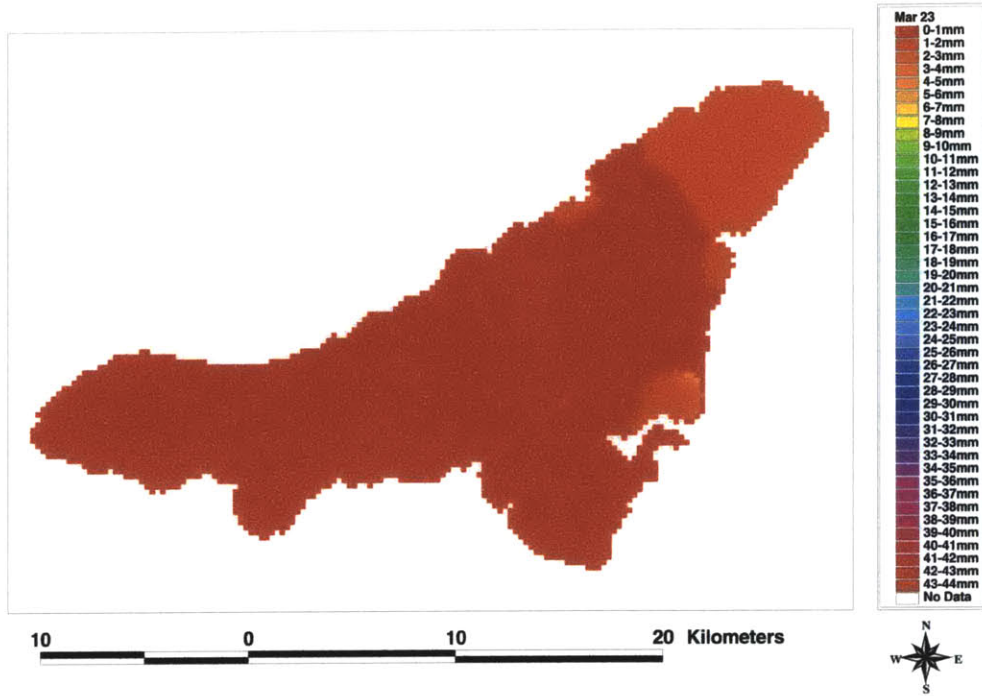 Mar 23
0-1mm
1-2mm
2-3mm
3-4mm
4-5mm
5-6mm
6-7mm
7-8mm
8-9mm
9-10mm
10-11mm
11-12mm
12-13mm
13-14mm
14-15mm
15-16mm
16-17mm
17-18mm
18-19mm
19-20mm
20-21mm
21-22mm
22-23mm
23-24mm
24-25mm
25-26mm
26-27mm
27-28mm
28-29mm
29-30mm
30-31mm
31-32mm
32-33mm
33-34mm
34-35mm
35-36mm
36-37mm
37-38mm
38-39mm
39-40mm
40-41mm
41-42mm
42-43mm
43-44mm
No Data
10 0 10 20 Kilometers
N
W E
S